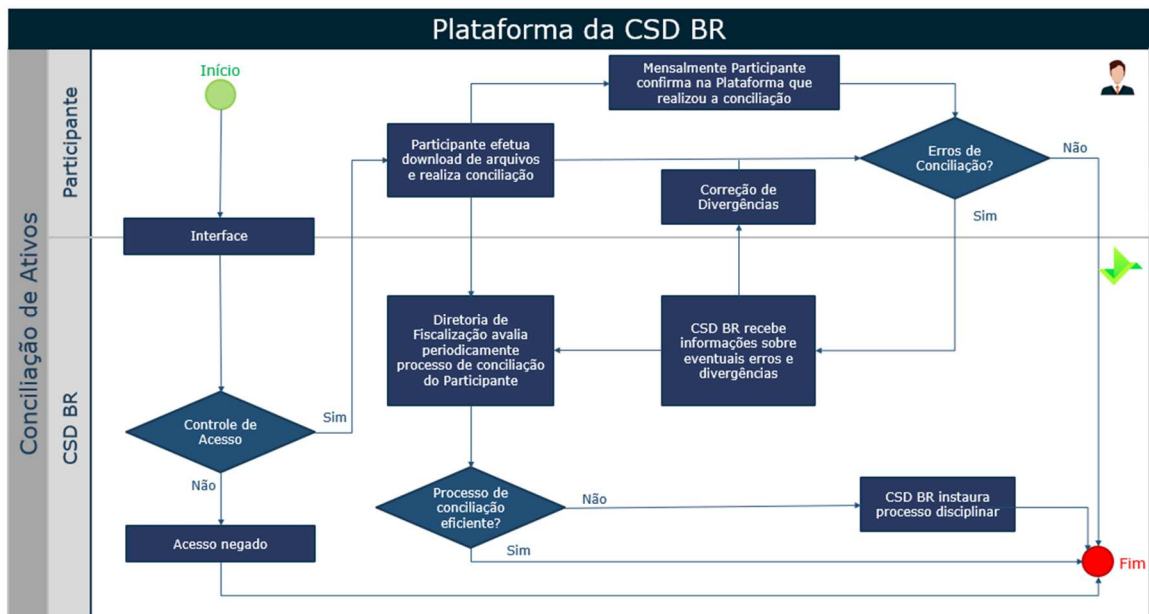 Plataforma da CSD BR
Conciliação de Ativos
Participante
CSD BR
Início
Interface
Controle de
Acesso
Sim
Não
Acesso negado
Participante efetua
download de arquivos
e realiza conciliação
Mensalmente Participante
confirma na Plataforma que
realizou a conciliação
Erros de
Conciliação?
Não
Sim
Correção de
Divergências
CSD BR recebe
informações sobre
eventuais erros e
divergências
Diretoria de
Fiscalização avalia
periodicamente
processo de conciliação
do Participante
Processo de
conciliação
eficiente?
Não
Sim
CSD BR instaura
processo disciplinar
Fim